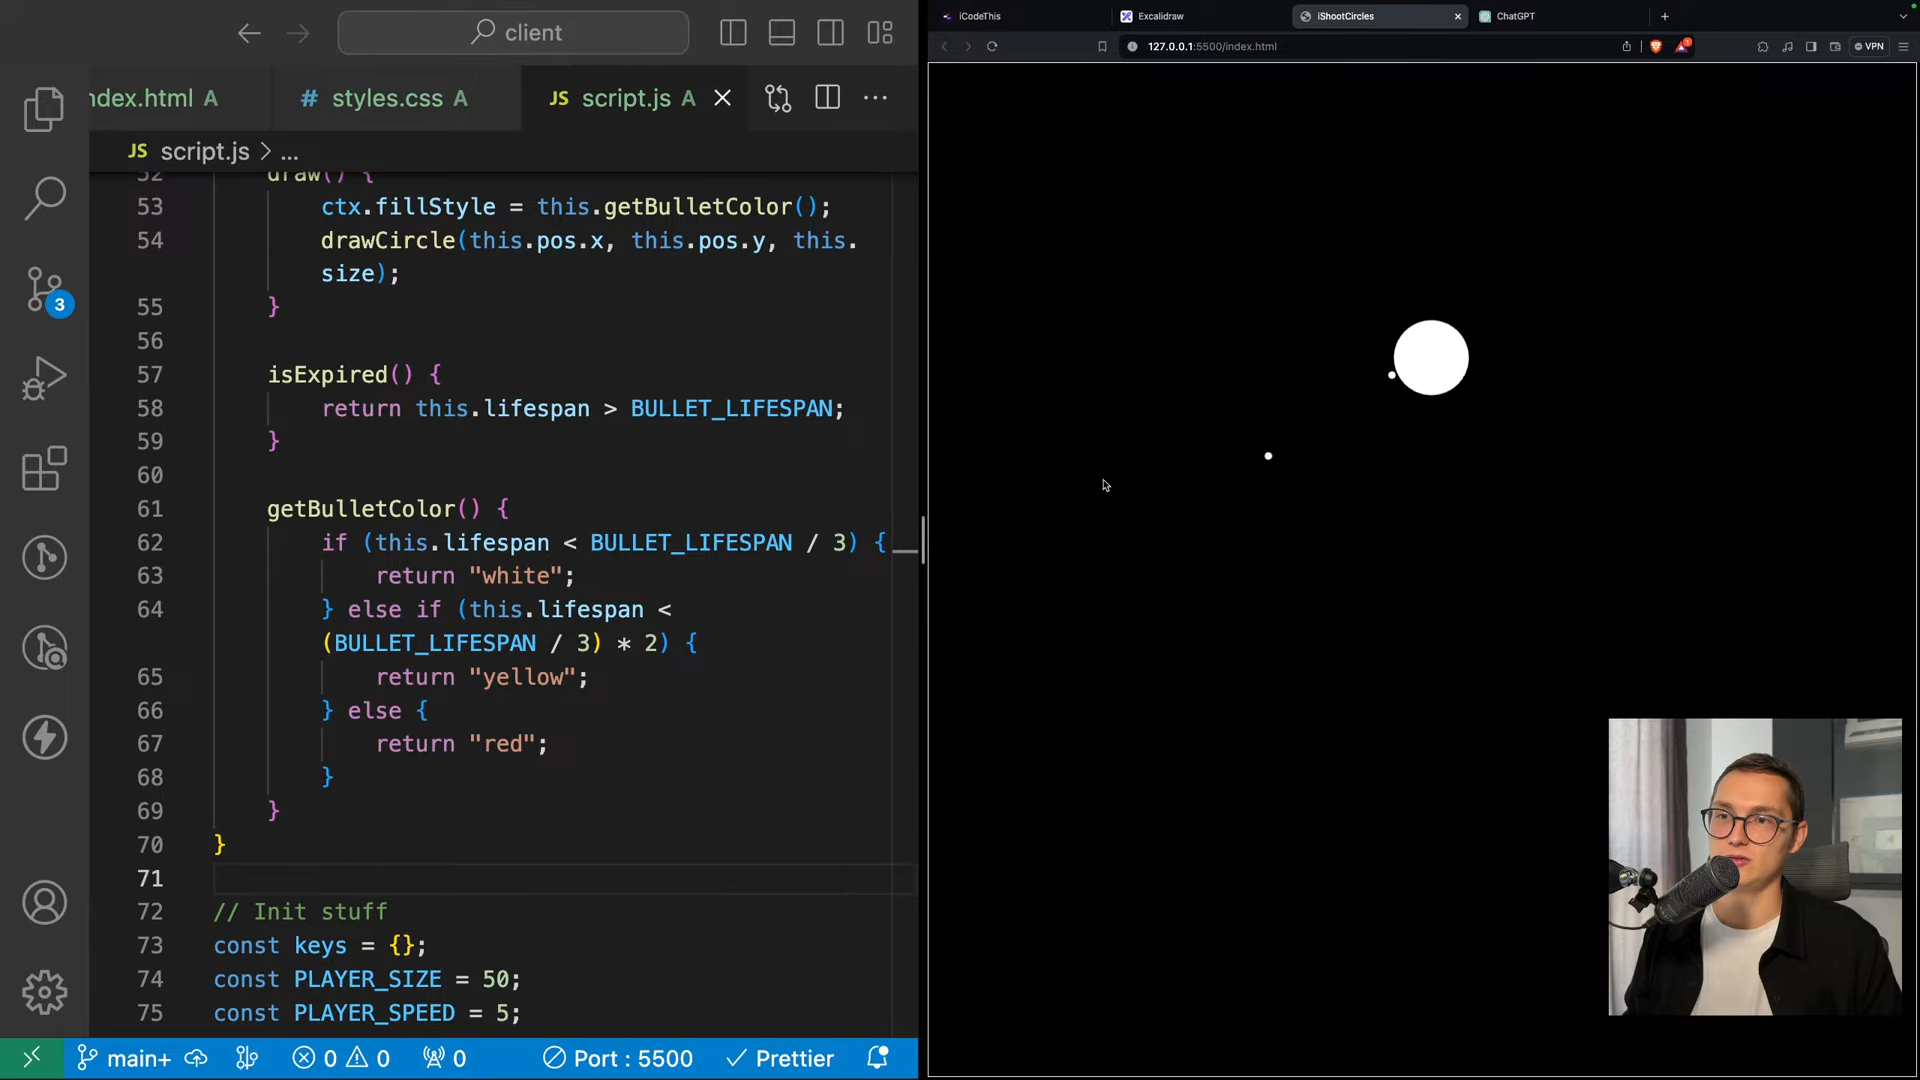 client
iCodeThis
Excalidraw
iShootCircles
ChatGPT
127.0.0.1:5500/index.html
1
VPN
ndex.html A
# styles.css A
JS script.js A
JS script.js > ...
52 draw() {
53 ctx.fillStyle = this.getBulletColor();
54 drawCircle(this.pos.x, this.pos.y, this.
size);
55 }
56
57 isExpired() {
58 return this.lifespan > BULLET_LIFESPAN;
59 }
60
61 getBulletColor() {
62 if (this.lifespan < BULLET_LIFESPAN / 3) {
63 return "white";
64 } else if (this.lifespan <
(BULLET_LIFESPAN / 3) * 2) {
65 return "yellow";
66 } else {
67 return "red";
68 }
69 }
70 }
71
72 // Init stuff
73 const keys = {};
74 const PLAYER_SIZE = 50;
75 const PLAYER_SPEED = 5;
3
main+ 0 0 0 Port : 5500 Prettier